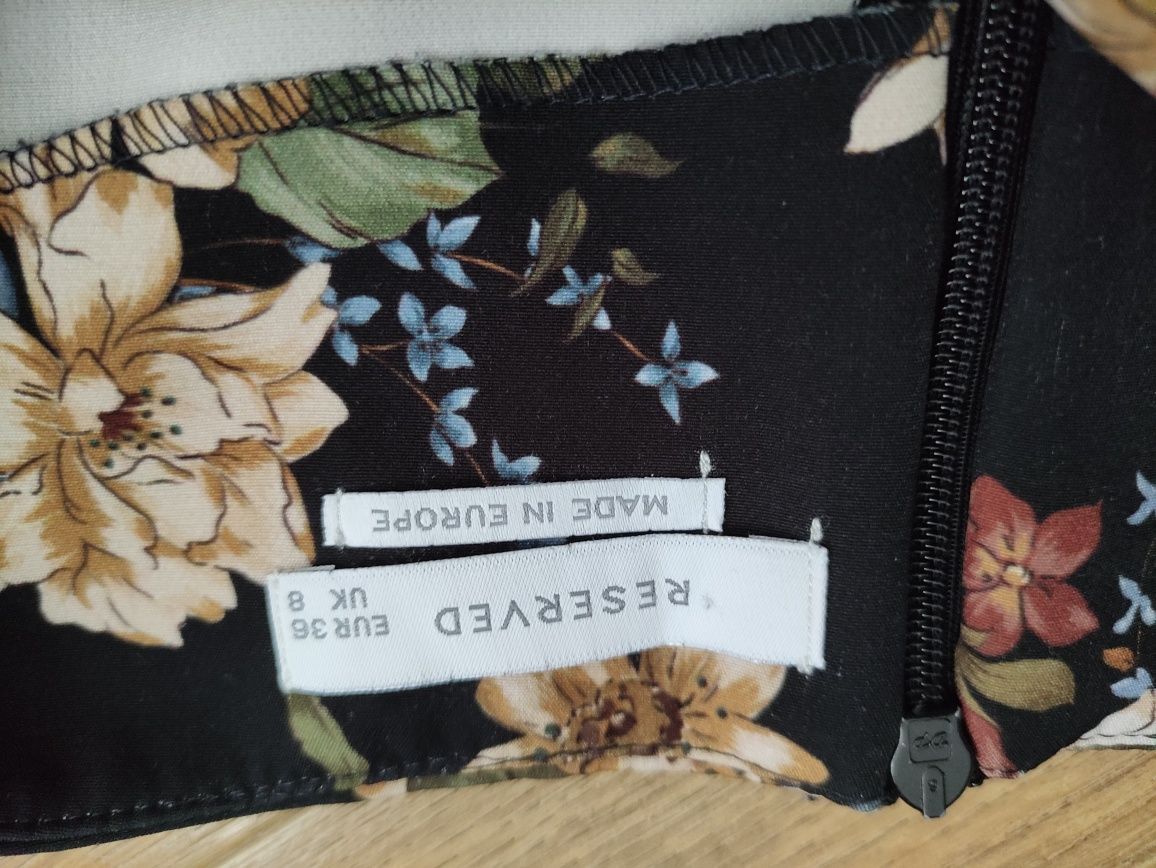 MADE IN EUROPE
RESERVED
EUR 36
UK 8